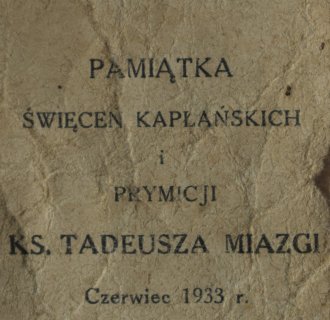 PAMIĄTKA
ŚWIĘCEŃ KAPŁAŃSKICH
i
PRYMICJI
KS. TADEUSZA MIAZGI
Czerwiec 1933 r.